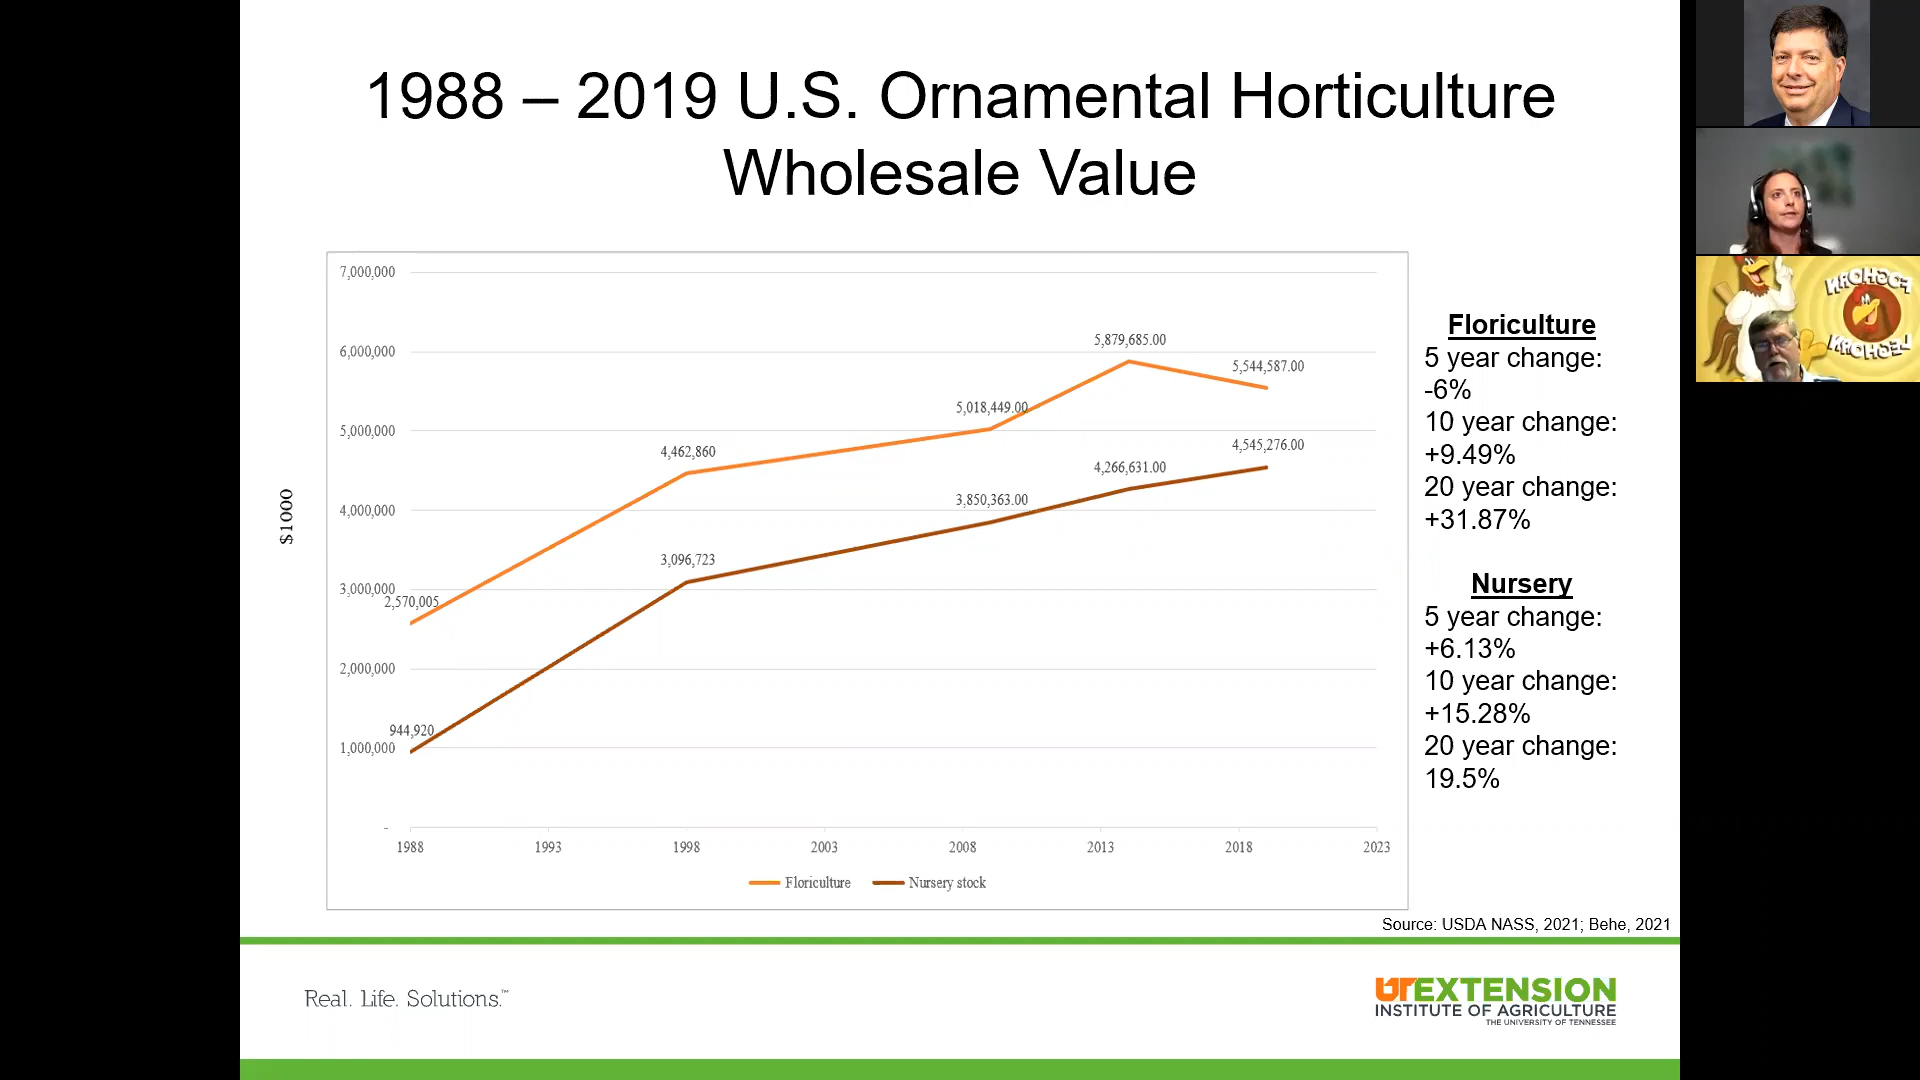 1988 – 2019 U.S. Ornamental Horticulture
Wholesale Value
7,000,000
6,000,000
5,000,000
4,000,000
3,000,000
2,000,000
1,000,000
-
$1000
2,570,005
4,462,860
5,018,449.00
5,879,685.00
5,544,587.00
944,920
3,096,723
3,850,363.00
4,266,631.00
4,545,276.00
1988 1993 1998 2003 2008 2013 2018 2023
Floriculture Nursery stock
Floriculture
5 year change:
-6%
10 year change:
+9.49%
20 year change:
+31.87%
Nursery
5 year change:
+6.13%
10 year change:
+15.28%
20 year change:
19.5%
Source: USDA NASS, 2021; Behe, 2021
Real. Life. Solutions.™
UTEXTENSION
INSTITUTE OF AGRICULTURE
THE UNIVERSITY OF TENNESSEE
FOGHORN
LEGHORN